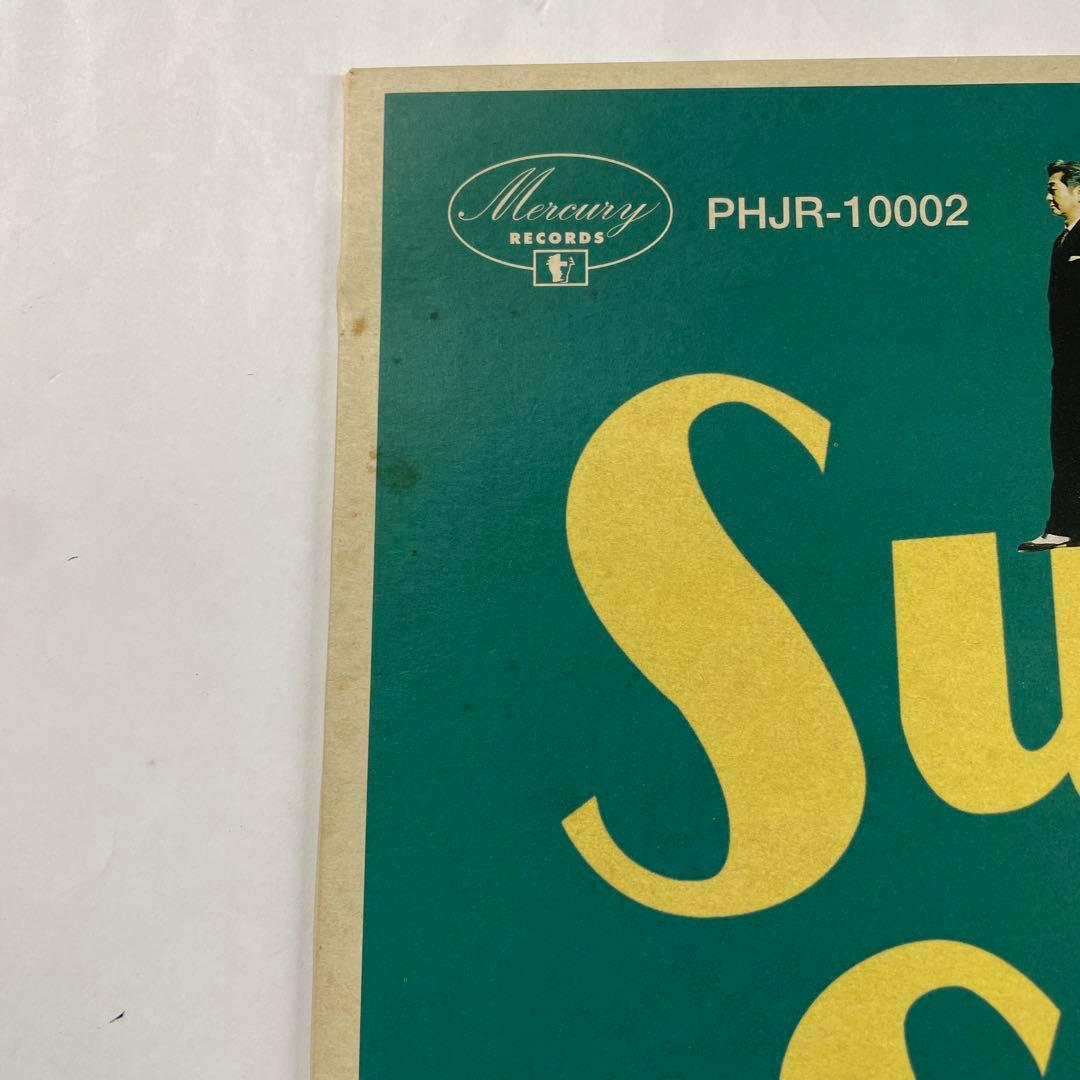 Mercury
RECORDS
PHJR-10002
Su
S